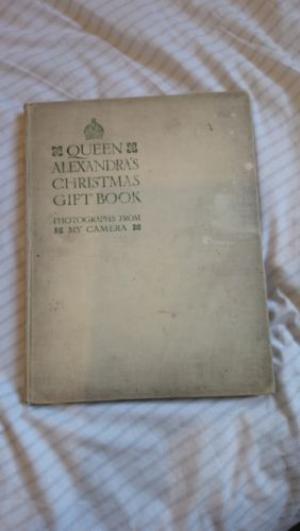 QUEEN
ALEXANDRA'S
CHRISTMAS
GIFT BOOK
PHOTOGRAPHS FROM
MY CAMERA